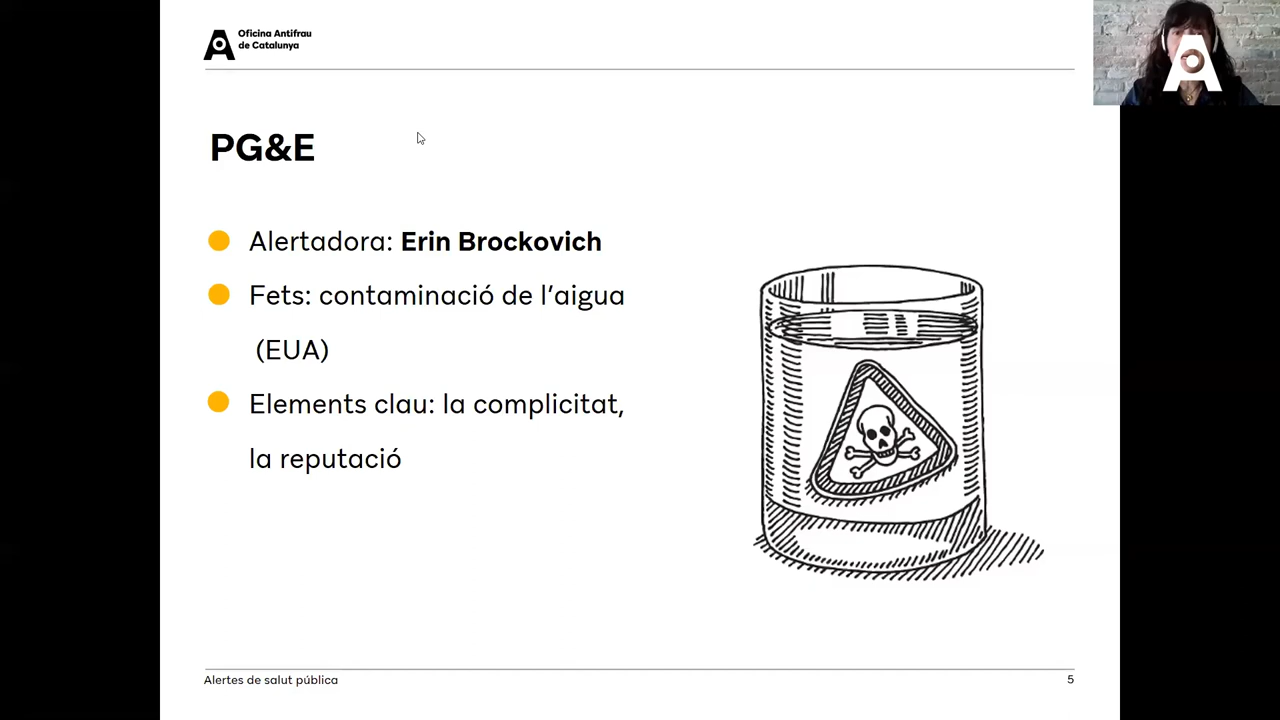 Oficina Antifrau
de Catalunya
PG&E
Alertadora: Erin Brockovich
Fets: contaminació de l’aigua
(EUA)
Elements clau: la complicitat,
la reputació
Alertes de salut pública
5